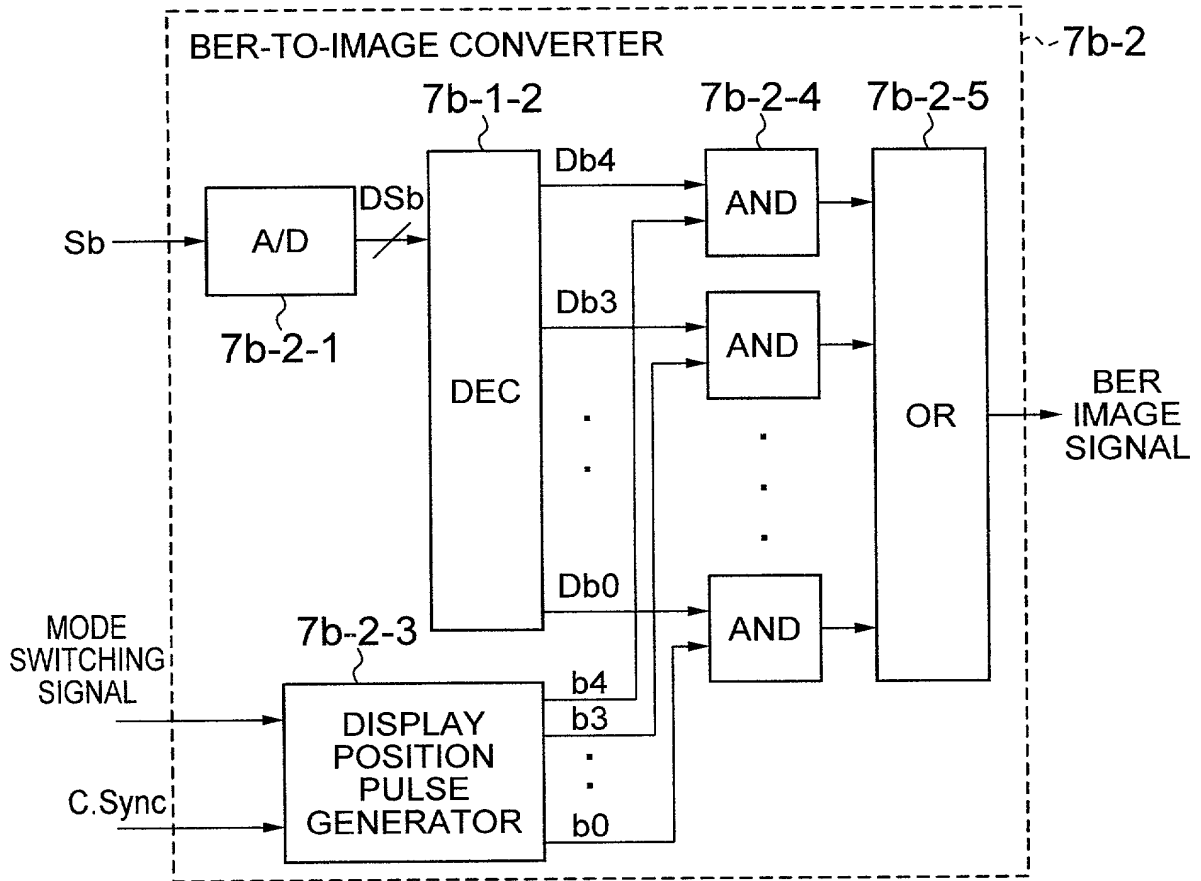 BER-TO-IMAGE CONVERTER
7b-2
7b-1-2
7b-2-4
7b-2-5
Db4
DSb
AND
Sb
A/D
Db3
7b-2-1
AND
DEC
BER
IMAGE
SIGNAL
OR
Db0
AND
MODE
SWITCHING
SIGNAL
7b-2-3
b4
b3
DISPLAY
POSITION
PULSE
GENERATOR
C.Sync
b0